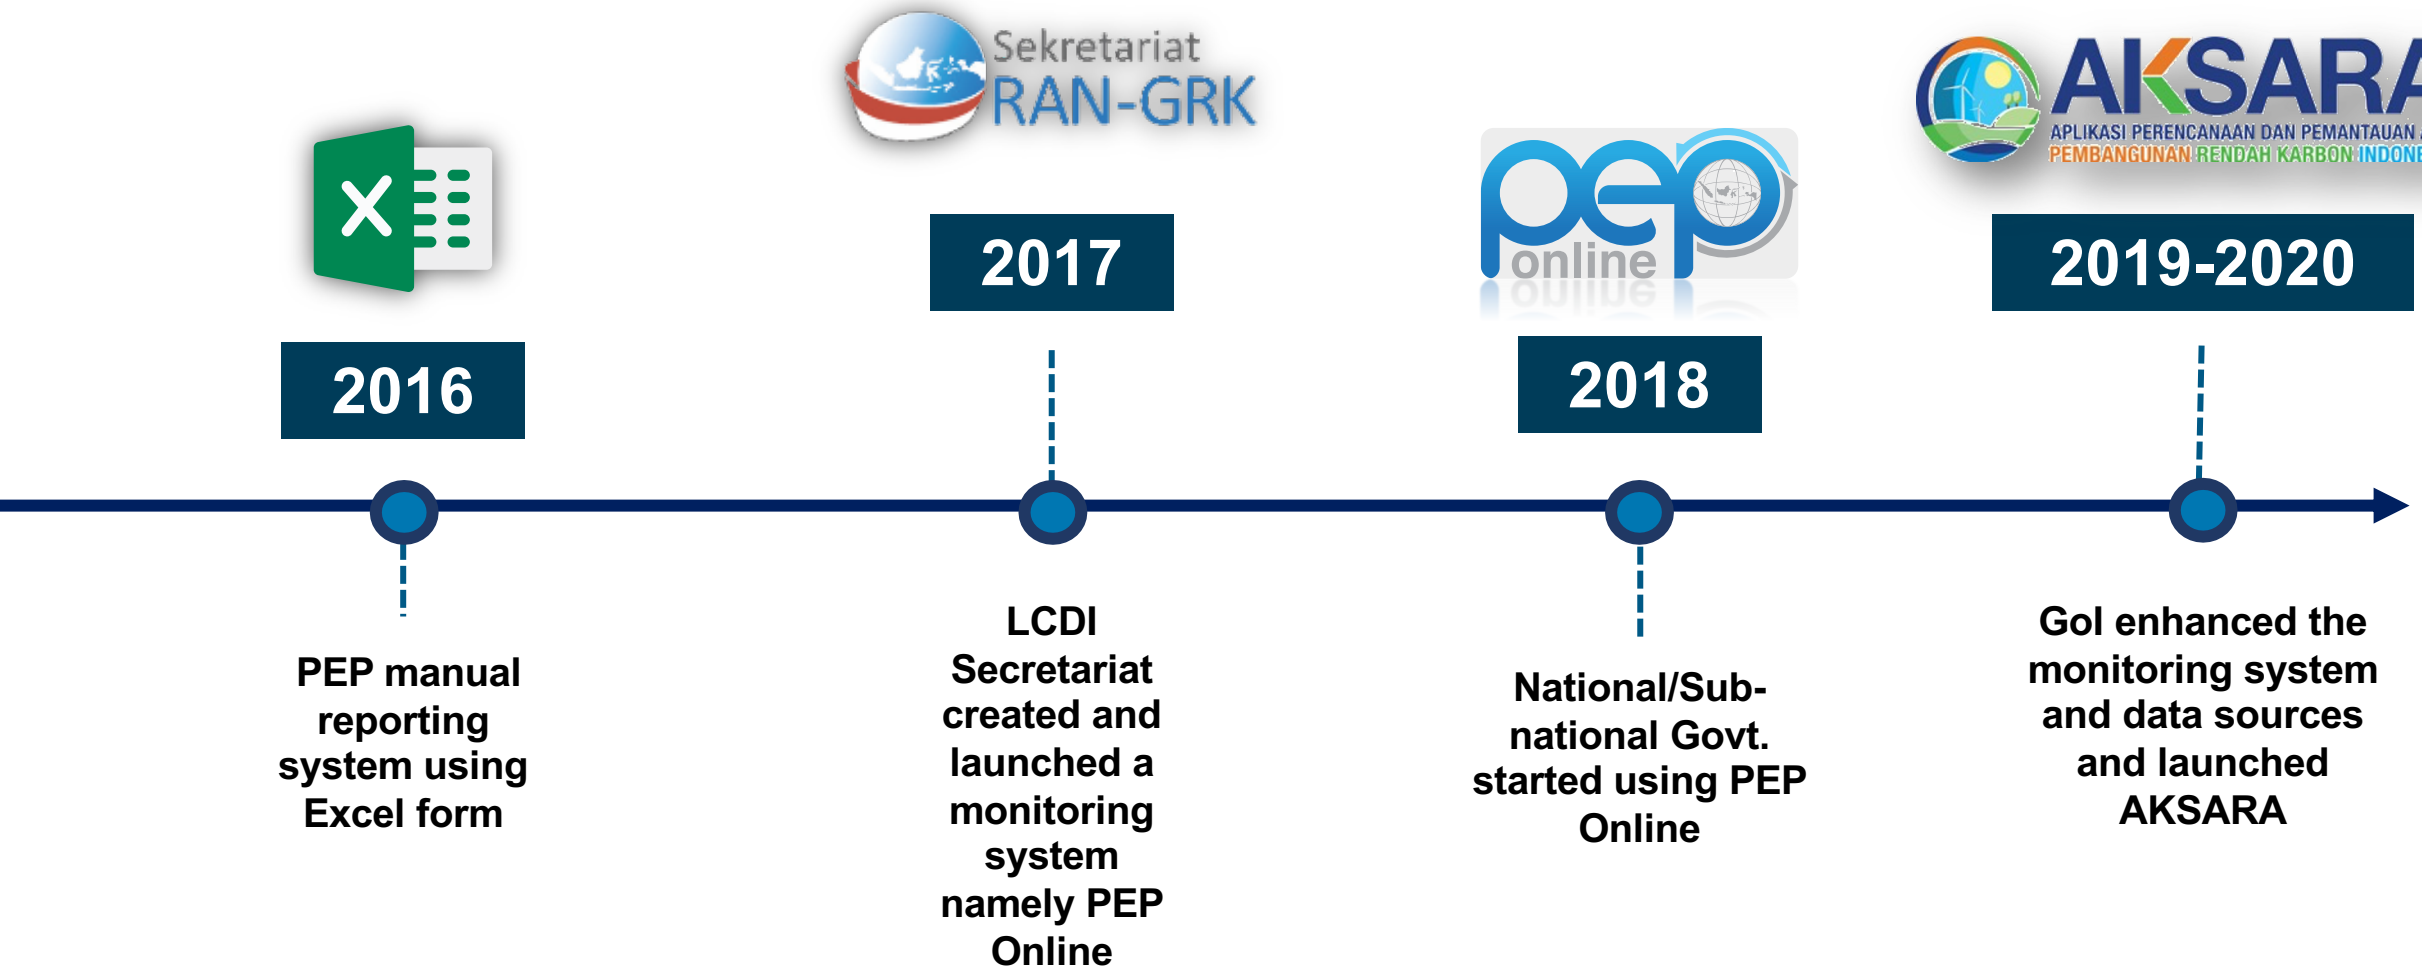 Sekretariat
RAN-GRK
AKSARA
APLIKASI PERENCANAAN DAN PEMANTAUAN
PEMBANGUNAN RENDAH KARBON
pep
online
2016
2017
2018
2019-2020
PEP manual
reporting
system using
Excel form
LCDI
Secretariat
created and
launched a
monitoring
system
namely PEP
Online
National/Sub-
national Govt.
started using PEP
Online
GoI enhanced the
monitoring system
and data sources
and launched
AKSARA